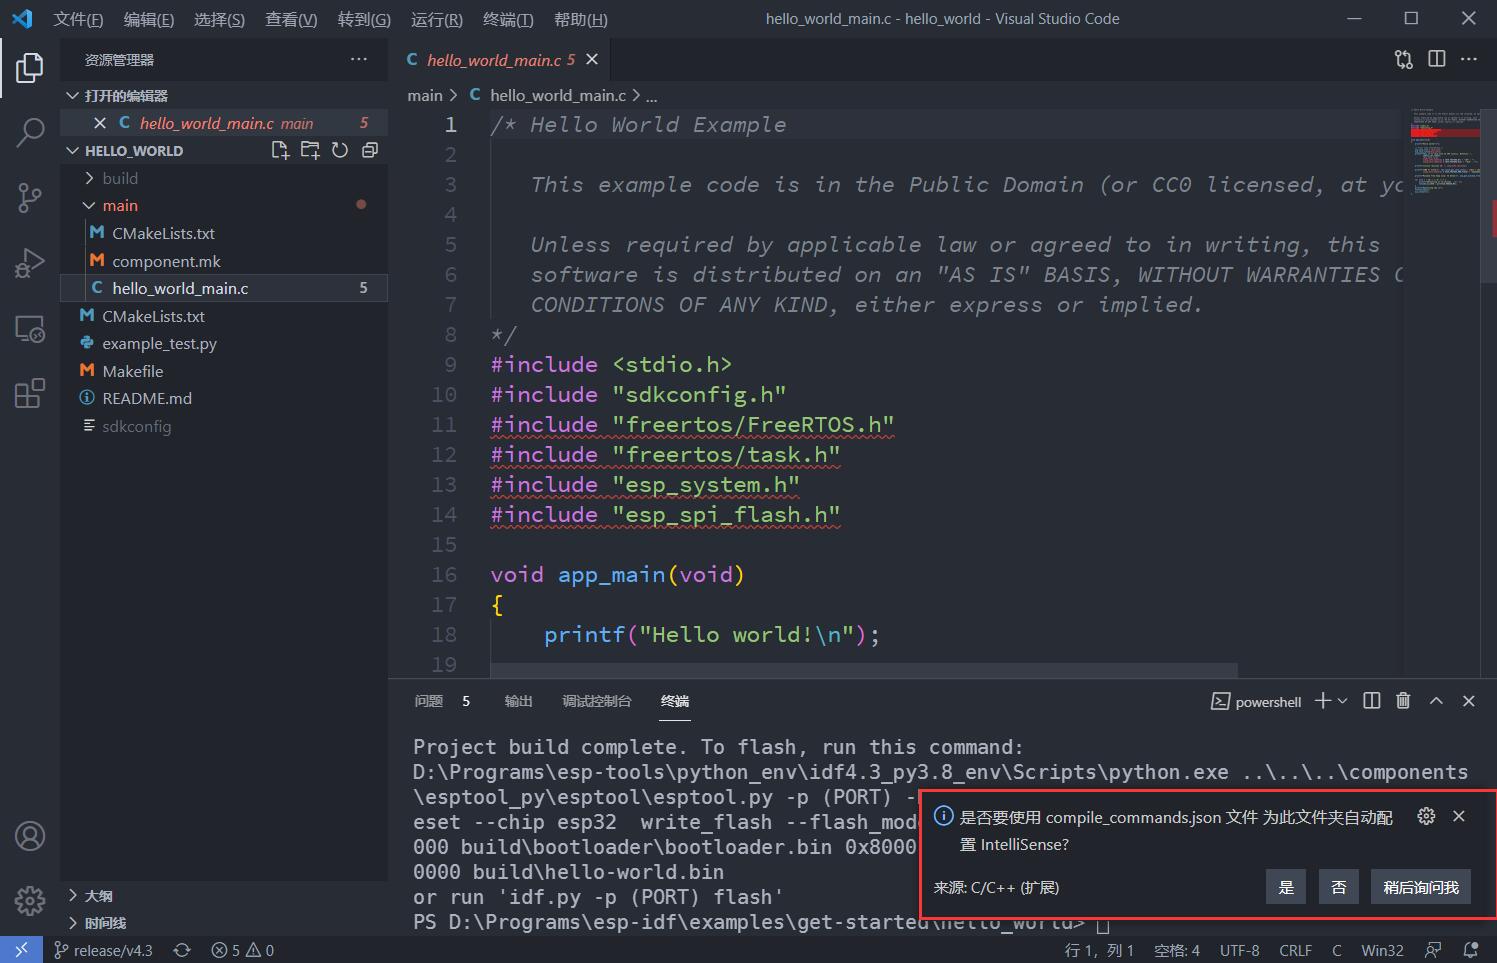 文件(F) 编辑(E) 选择(S) 查看(V) 转到(G) 运行(R) 终端(T) 帮助(H) hello_world_main.c - hello_world - Visual Studio Code
资源管理器
打开的编辑器
C hello_world_main.c main 5
HELLO_WORLD
build
main
CMakeLists.txt
component.mk
C hello_world_main.c 5
CMakeLists.txt
example_test.py
Makefile
README.md
sdkconfig
大纲
时间线
C hello_world_main.c 5
main > C hello_world_main.c > ...
1 /* Hello World Example
2
3 This example code is in the Public Domain (or CC0 licensed, at yo
4
5 Unless required by applicable law or agreed to in writing, this
6 software is distributed on an "AS IS" BASIS, WITHOUT WARRANTIES O
7 CONDITIONS OF ANY KIND, either express or implied.
8 */
9 #include <stdio.h>
10 #include "sdkconfig.h"
11 #include "freertos/FreeRTOS.h"
12 #include "freertos/task.h"
13 #include "esp_system.h"
14 #include "esp_spi_flash.h"
15
16 void app_main(void)
17 {
18 printf("Hello world!\n");
19
问题 5 输出 调试控制台 终端 powershell
Project build complete. To flash, run this command:
D:\Programs\esp-tools\python_env\idf4.3_py3.8_env\Scripts\python.exe ..\..\..\components
\esptool_py\esptool\esptool.py -p (PORT) -
eset --chip esp32 write_flash --flash_mod
000 build\bootloader\bootloader.bin 0x8000
0000 build\hello-world.bin
or run 'idf.py -p (PORT) flash'
PS D:\Programs\esp-idf\examples\get-started\hello_world>
是否要使用 compile_commands.json 文件 为此文件夹自动配
置 IntelliSense?
来源: C/C++ (扩展) 是 否 稍后询问我
release/v4.3 5 0 行 1，列 1 空格: 4 UTF-8 CRLF C Win32